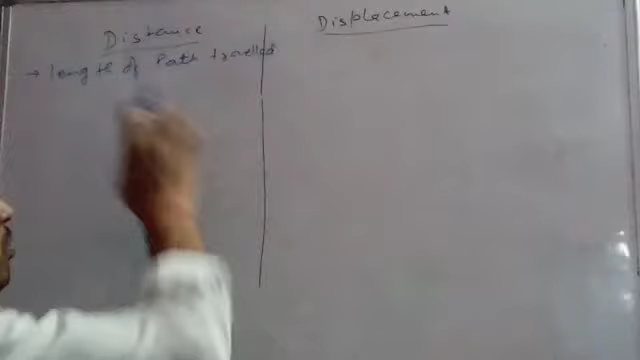 Distance
Displacement
→ length of Path travelled